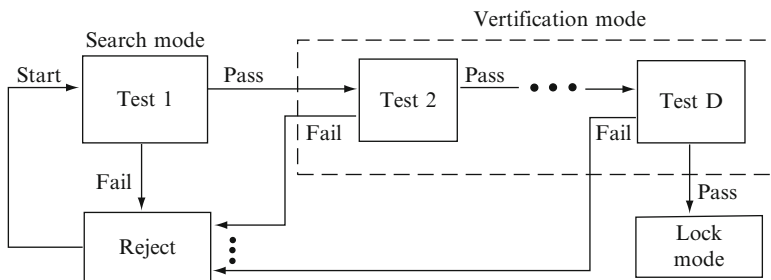 Vertification mode
Search mode
Start
Test 1
Pass
Test 2
Pass
Test D
Fail
Fail
Fail
Pass
Reject
Lock
mode